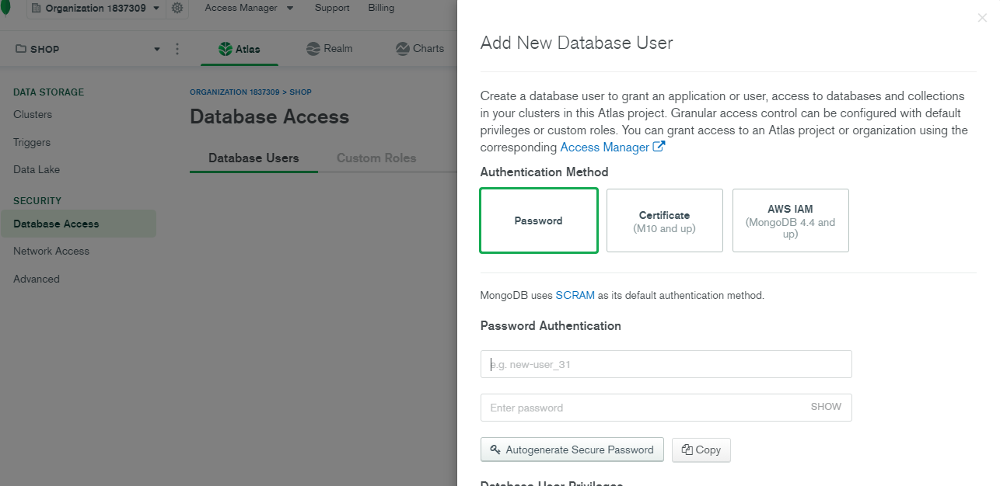 Organization 1837309
Access Manager
Support
Billing
SHOP
Atlas
Realm
Charts
DATA STORAGE
Clusters
Triggers
Data Lake
SECURITY
Database Access
Network Access
Advanced
ORGANIZATION 1837309 > SHOP
Database Access
Database Users
Custom Roles
Add New Database User
Create a database user to grant an application or user, access to databases and collections
in your clusters in this Atlas project. Granular access control can be configured with default
privileges or custom roles. You can grant access to an Atlas project or organization using the
corresponding Access Manager
Authentication Method
Password
Certificate
(M10 and up)
AWS IAM
(MongoDB 4.4 and
up)
MongoDB uses SCRAM as its default authentication method.
Password Authentication
e.g. new-user_31
Enter password
SHOW
Autogenerate Secure Password
Copy
Database User Privileges